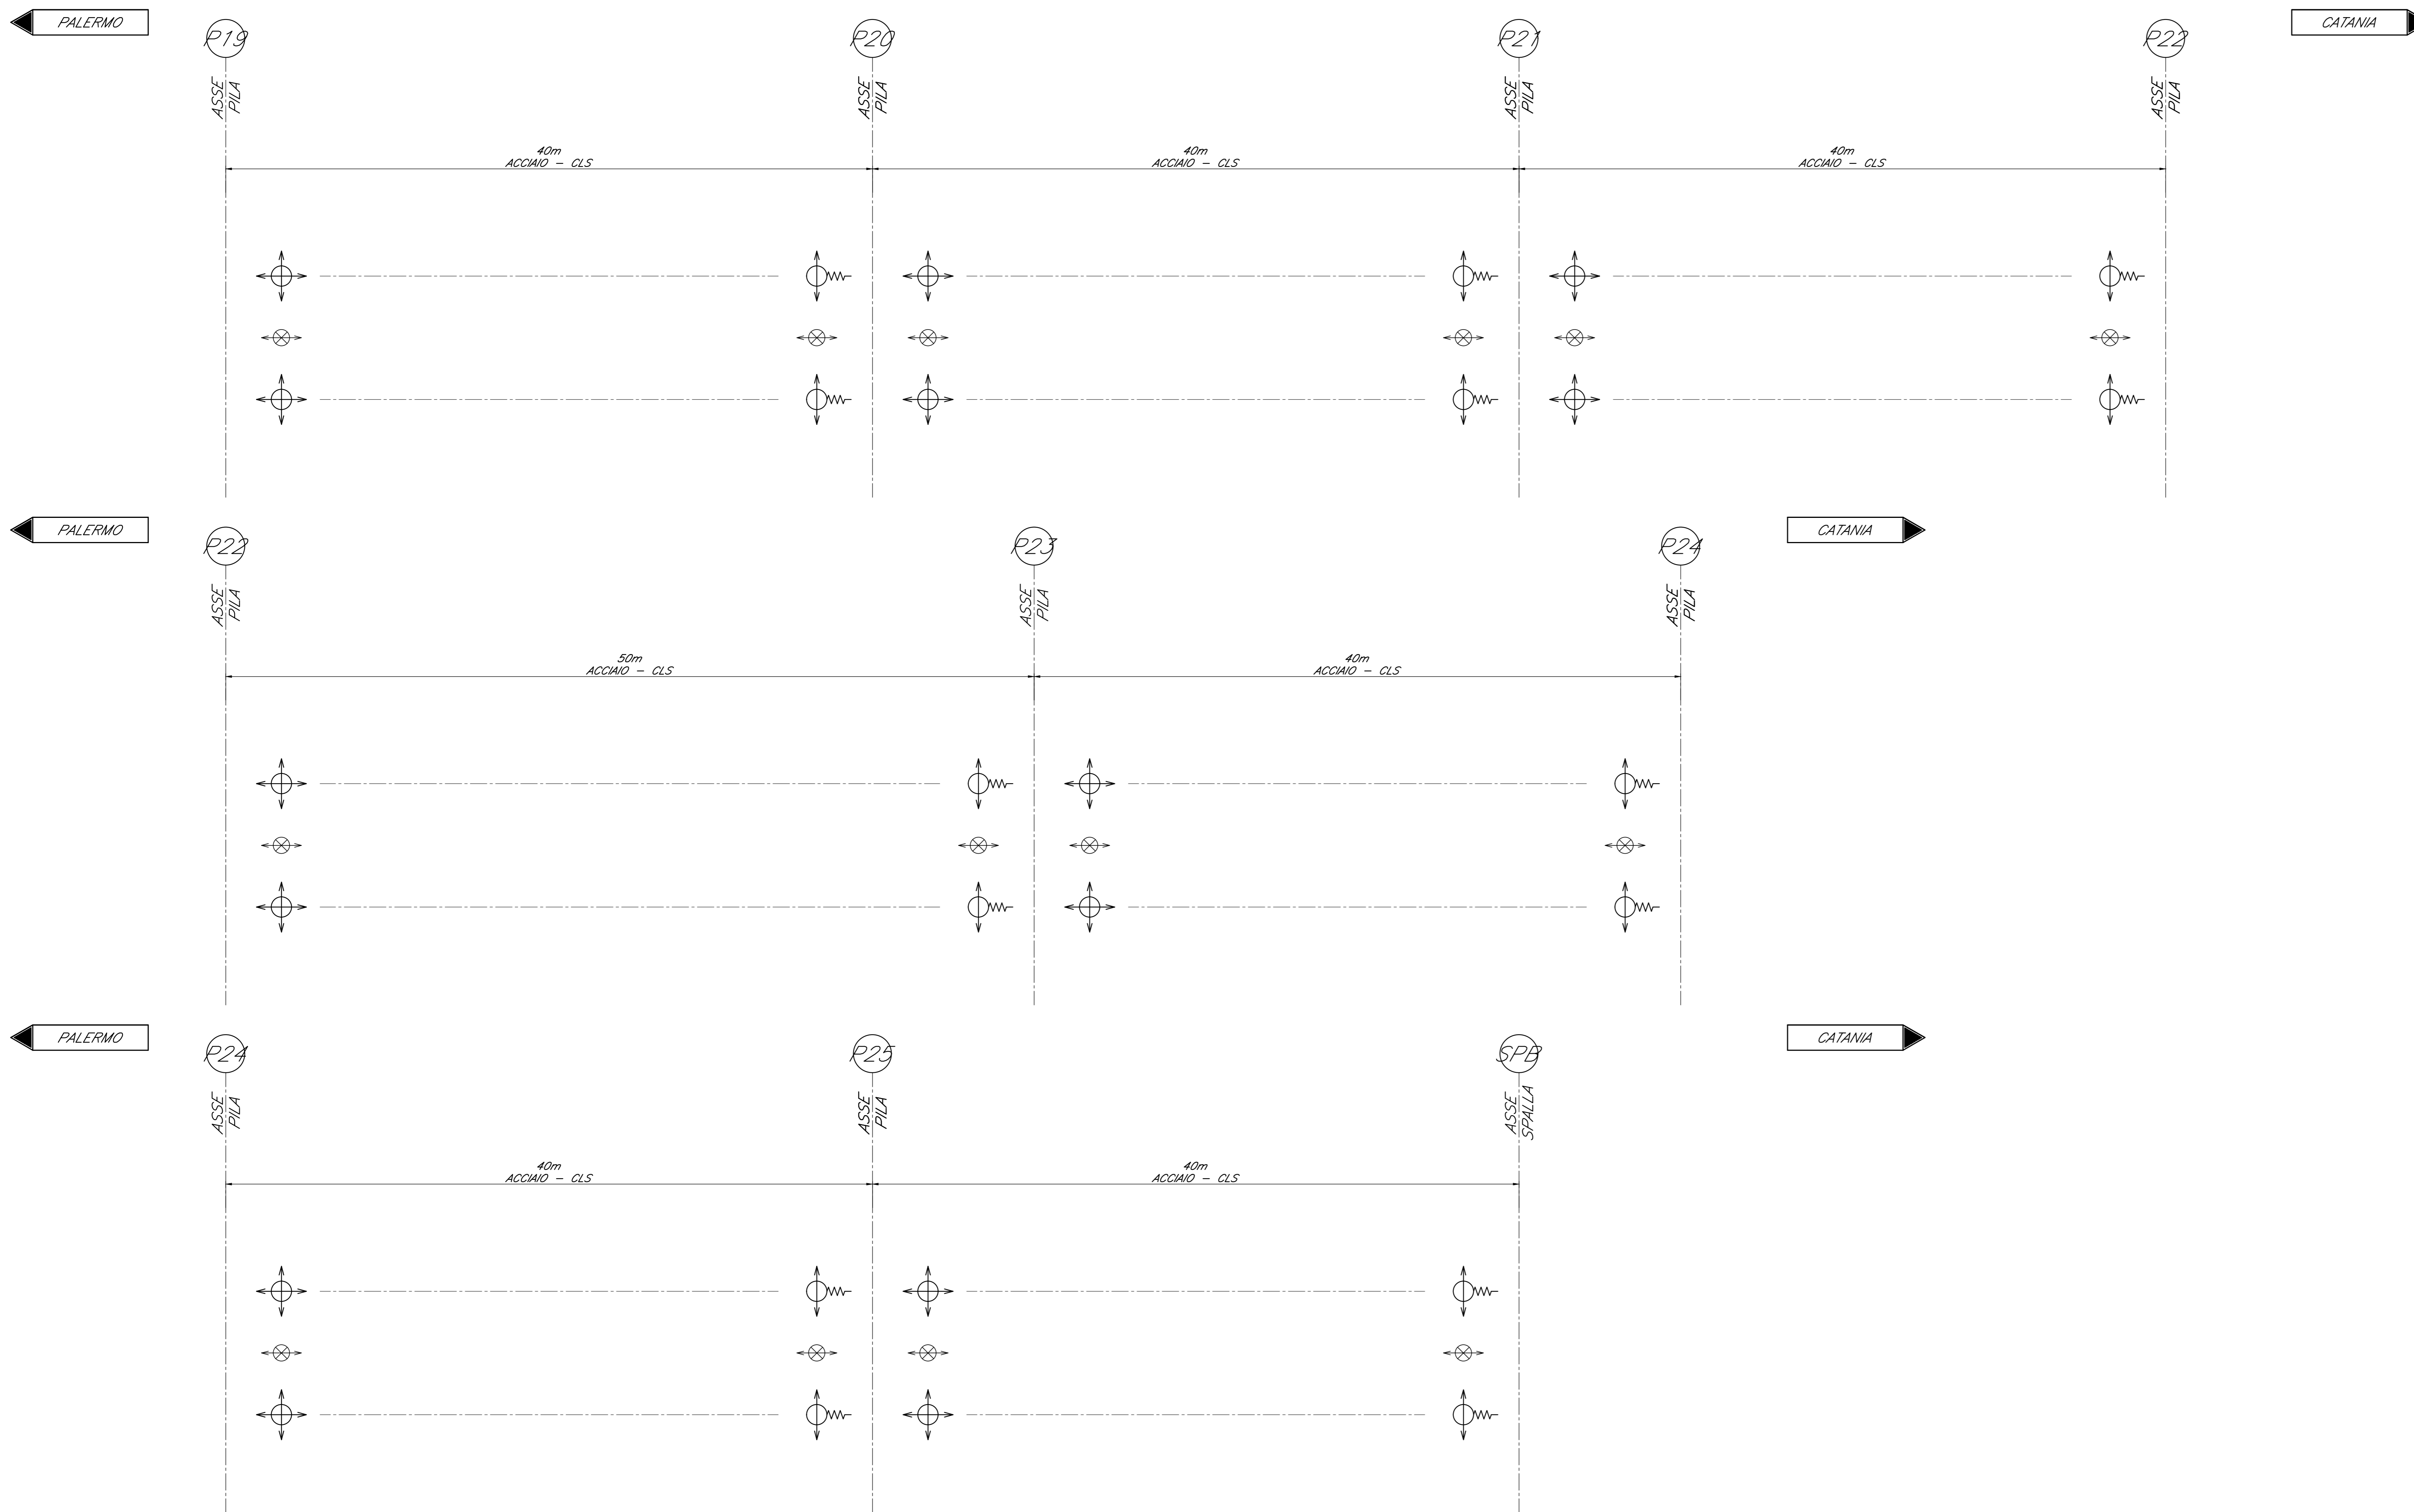 PALERMO
CATANIA
P19
P20
P21
P22
ASSE
PILA
ASSE
PILA
ASSE
PILA
ASSE
PILA
40m
ACCIAIO - CLS
40m
ACCIAIO - CLS
40m
ACCIAIO - CLS
PALERMO
CATANIA
P22
P23
P24
ASSE
PILA
ASSE
PILA
ASSE
PILA
50m
ACCIAIO - CLS
40m
ACCIAIO - CLS
PALERMO
CATANIA
P24
P25
SPB
ASSE
PILA
ASSE
PILA
ASSE
SPALLA
40m
ACCIAIO - CLS
40m
ACCIAIO - CLS